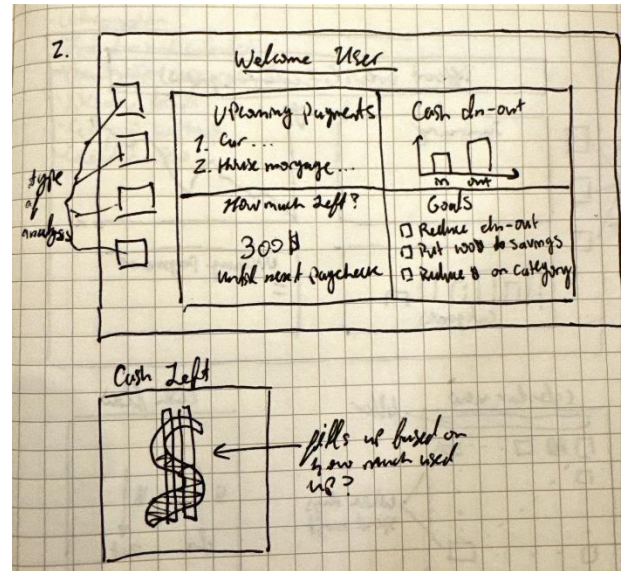 2.
Welcome User
Upcoming Payments
1. Car ...
2. House morgage ...
Cash In-out
in out
How much Left?
300$
until next paycheck
Goals
Reduce in-out
Put 100$ to savings
Reduce $ on Category
type
of
analysis
Cash Left
fills up based on
how much used
up?